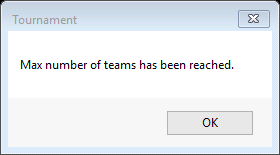 Tournament
Max number of teams has been reached.
OK